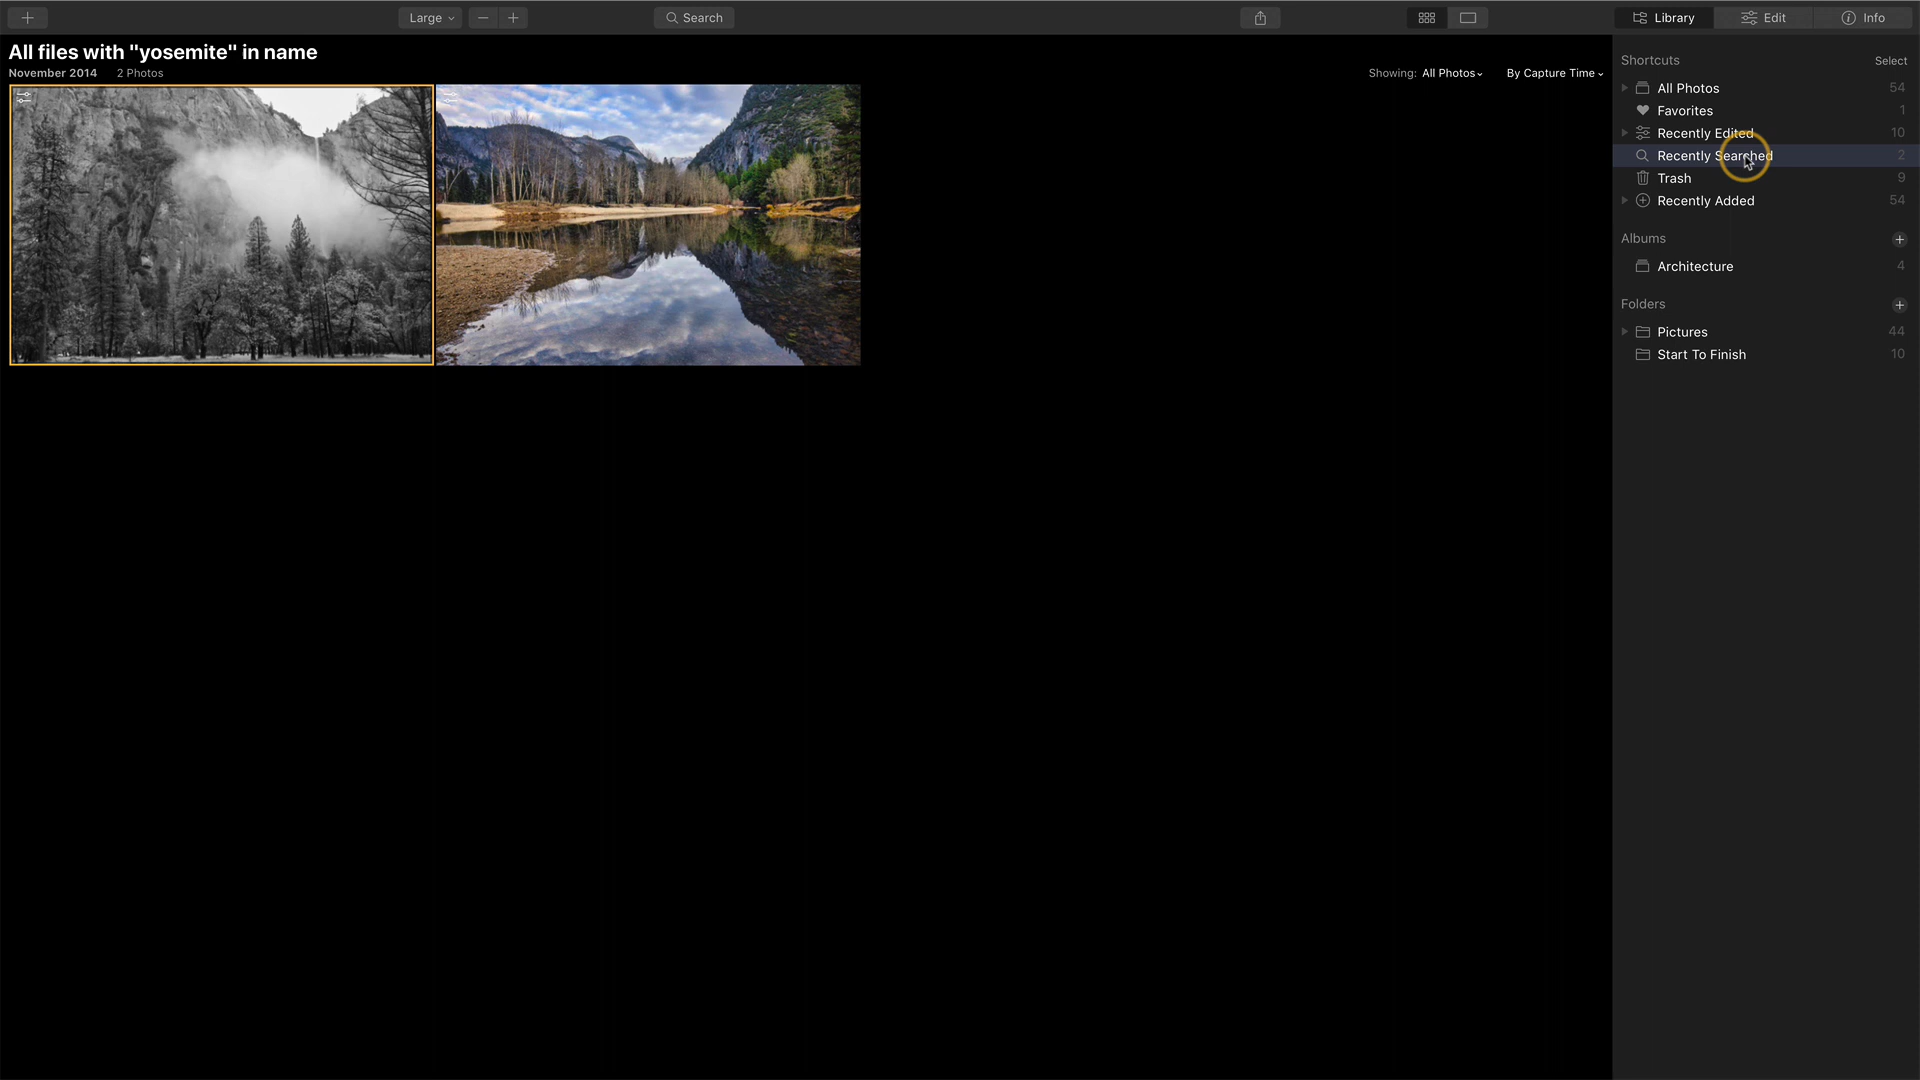 Large
Search
Library
Edit
Info
All files with "yosemite" in name
November 2014 2 Photos
Showing: All Photos
By Capture Time
Shortcuts Select
All Photos 54
Favorites 1
Recently Edited 10
Recently Searched 2
Trash 9
Recently Added 54
Albums
Architecture 4
Folders
Pictures 44
Start To Finish 10